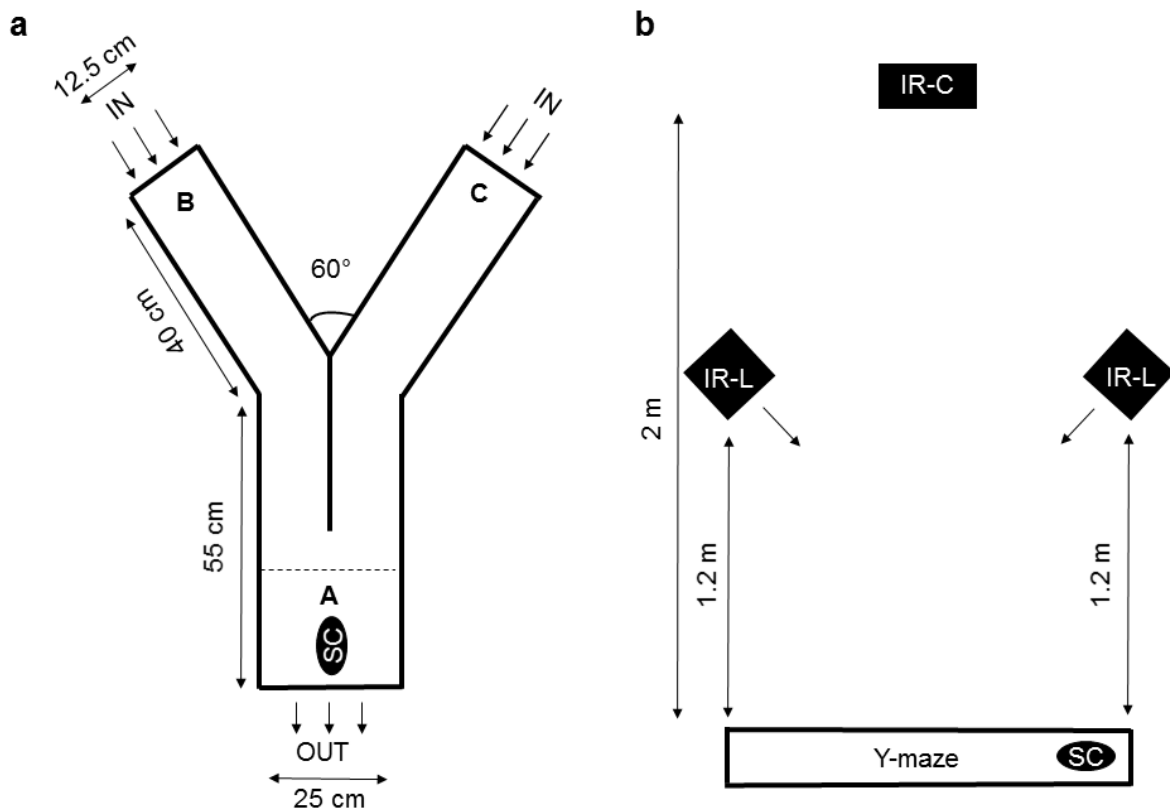 a
12.5 cm
IN
IN
B
C
60°
40 cm
55 cm
A
SC
OUT
25 cm
b
IR-C
IR-L
IR-L
2 m
1.2 m
1.2 m
Y-maze
SC